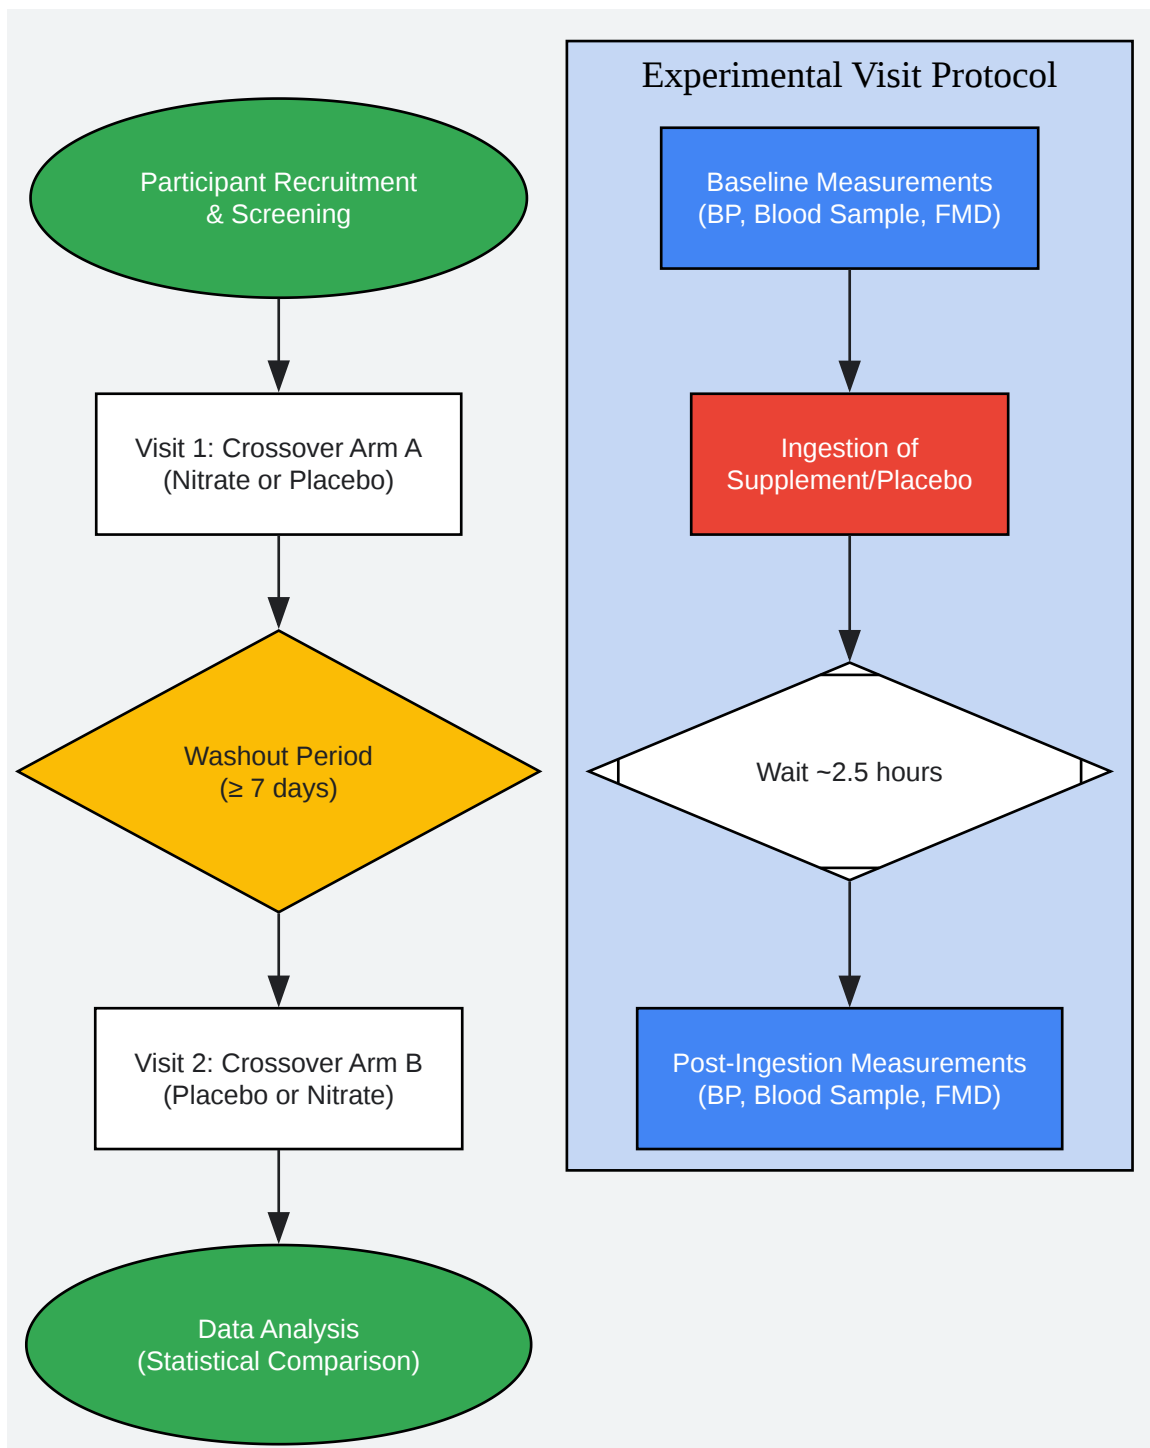 Participant Recruitment
& Screening
Visit 1: Crossover Arm A
(Nitrate or Placebo)
Washout Period
(≥ 7 days)
Visit 2: Crossover Arm B
(Placebo or Nitrate)
Data Analysis
(Statistical Comparison)
Experimental Visit Protocol
Baseline Measurements
(BP, Blood Sample, FMD)
Ingestion of
Supplement/Placebo
Wait ~2.5 hours
Post-Ingestion Measurements
(BP, Blood Sample, FMD)